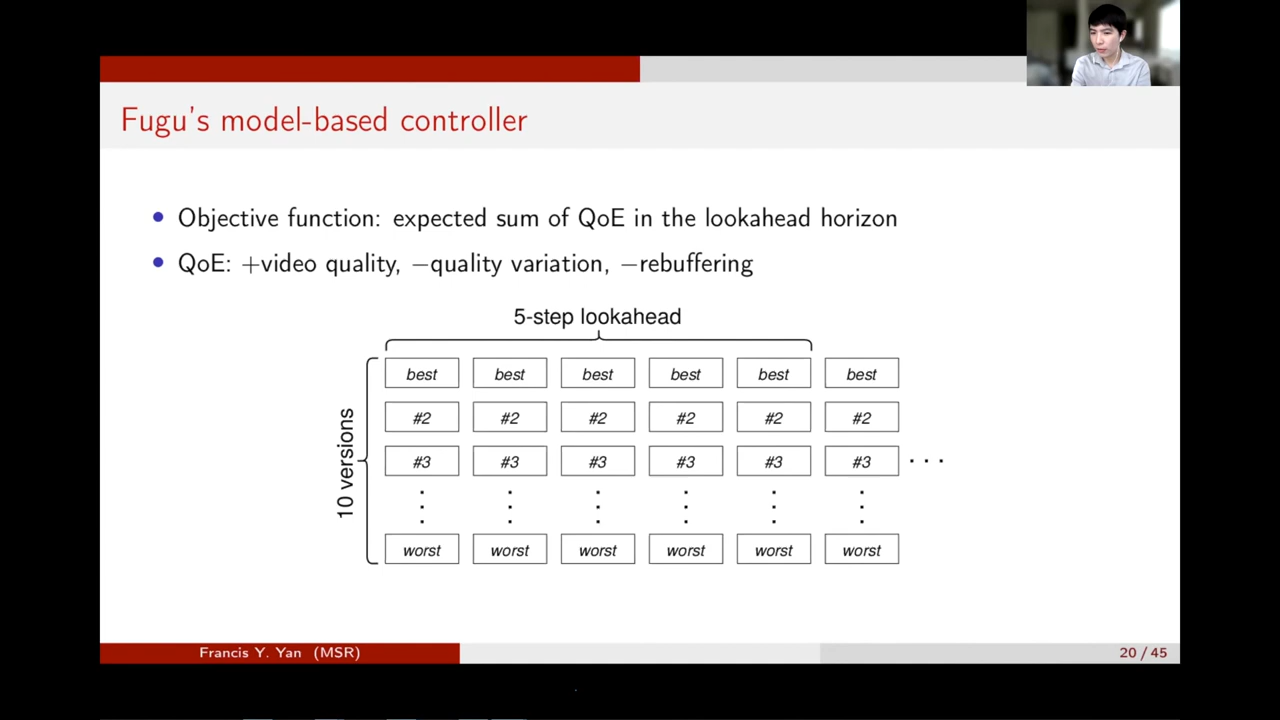 Fugu's model-based controller
• Objective function: expected sum of QoE in the lookahead horizon
• QoE: +video quality, −quality variation, −rebuffering
5-step lookahead
10 versions
best best best best best best
#2 #2 #2 #2 #2 #2
#3 #3 #3 #3 #3 #3 · · ·
worst worst worst worst worst worst
Francis Y. Yan (MSR) 20 / 45